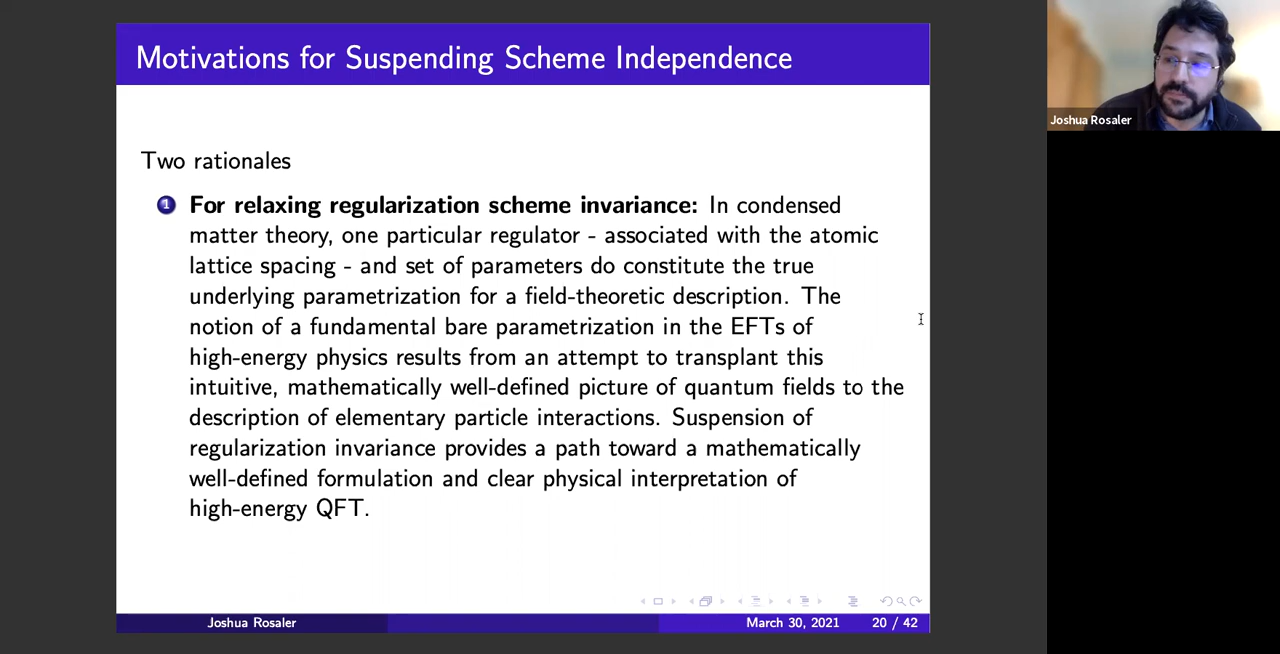 Motivations for Suspending Scheme Independence
Joshua Rosaler
Two rationales
1 For relaxing regularization scheme invariance: In condensed
matter theory, one particular regulator - associated with the atomic
lattice spacing - and set of parameters do constitute the true
underlying parametrization for a field-theoretic description. The
notion of a fundamental bare parametrization in the EFTs of
high-energy physics results from an attempt to transplant this
intuitive, mathematically well-defined picture of quantum fields to the
description of elementary particle interactions. Suspension of
regularization invariance provides a path toward a mathematically
well-defined formulation and clear physical interpretation of
high-energy QFT.
Joshua Rosaler March 30, 2021 20 / 42